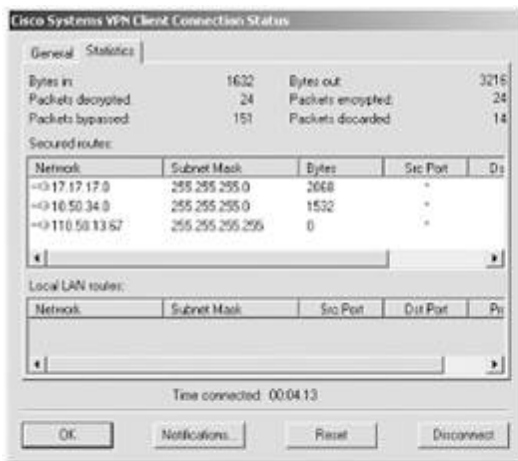 Cisco Systems VPN Client Connection Status
General Statistics
Bytes in: 1632 Bytes out: 3216
Packets decrypted: 24 Packets encrypted: 24
Packets bypassed: 151 Packets discarded: 14
Secured routes:
Network Subnet Mask Bytes Src Port Ds
17.17.17.0 255.255.255.0 2068 *
10.50.34.0 255.255.255.0 1532 *
110.50.13.67 255.255.255.255 0 *
Local LAN routes:
Network Subnet Mask Src Port Dst Port Pr
Time connected: 00:04:13
OK Notifications... Reset Disconnect